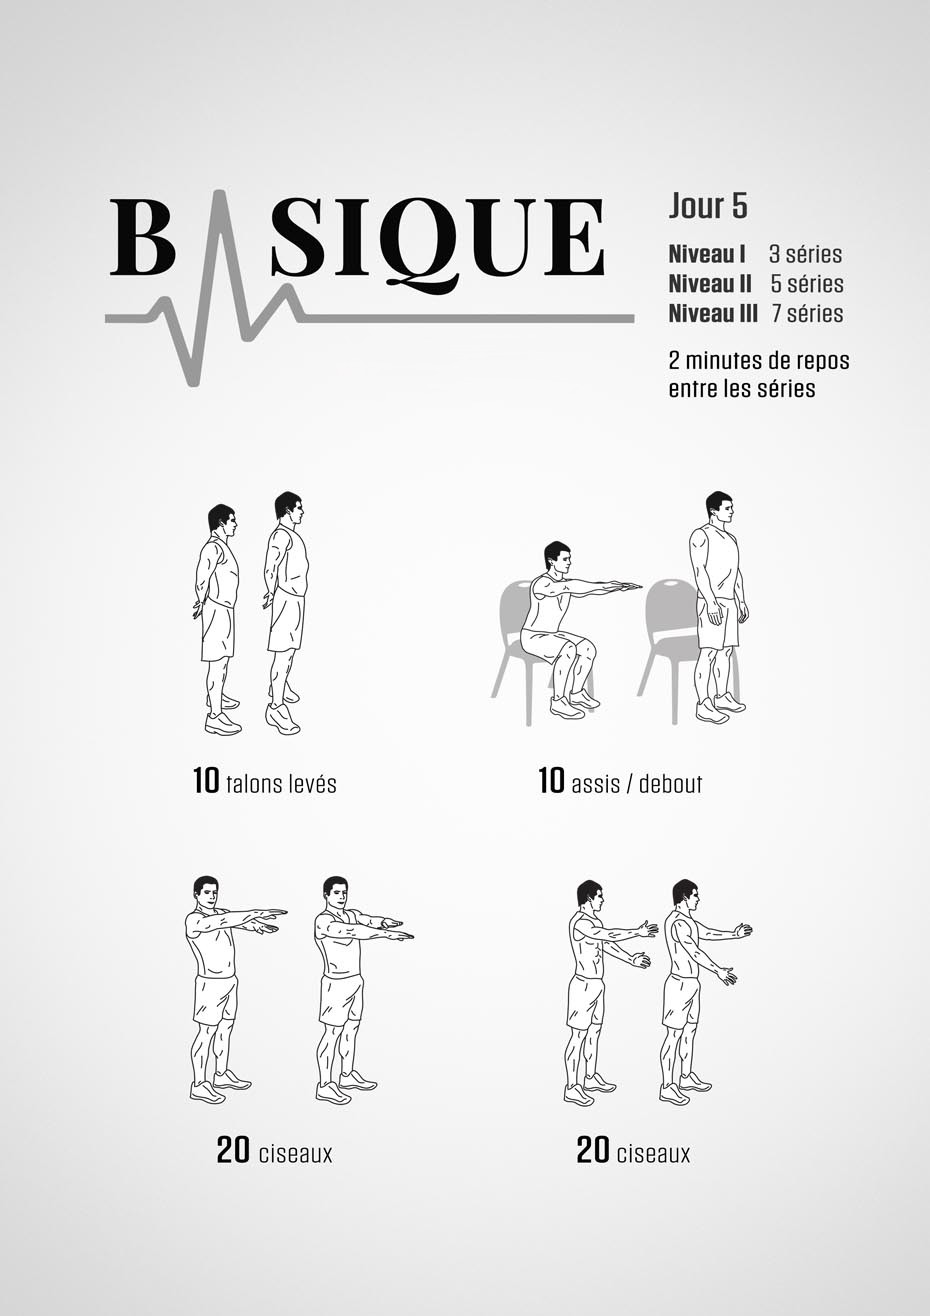 BASIQUE
Jour 5
Niveau I 3 séries
Niveau II 5 séries
Niveau III 7 séries
2 minutes de repos
entre les séries
10 talons levés
10 assis / debout
20 ciseaux
20 ciseaux